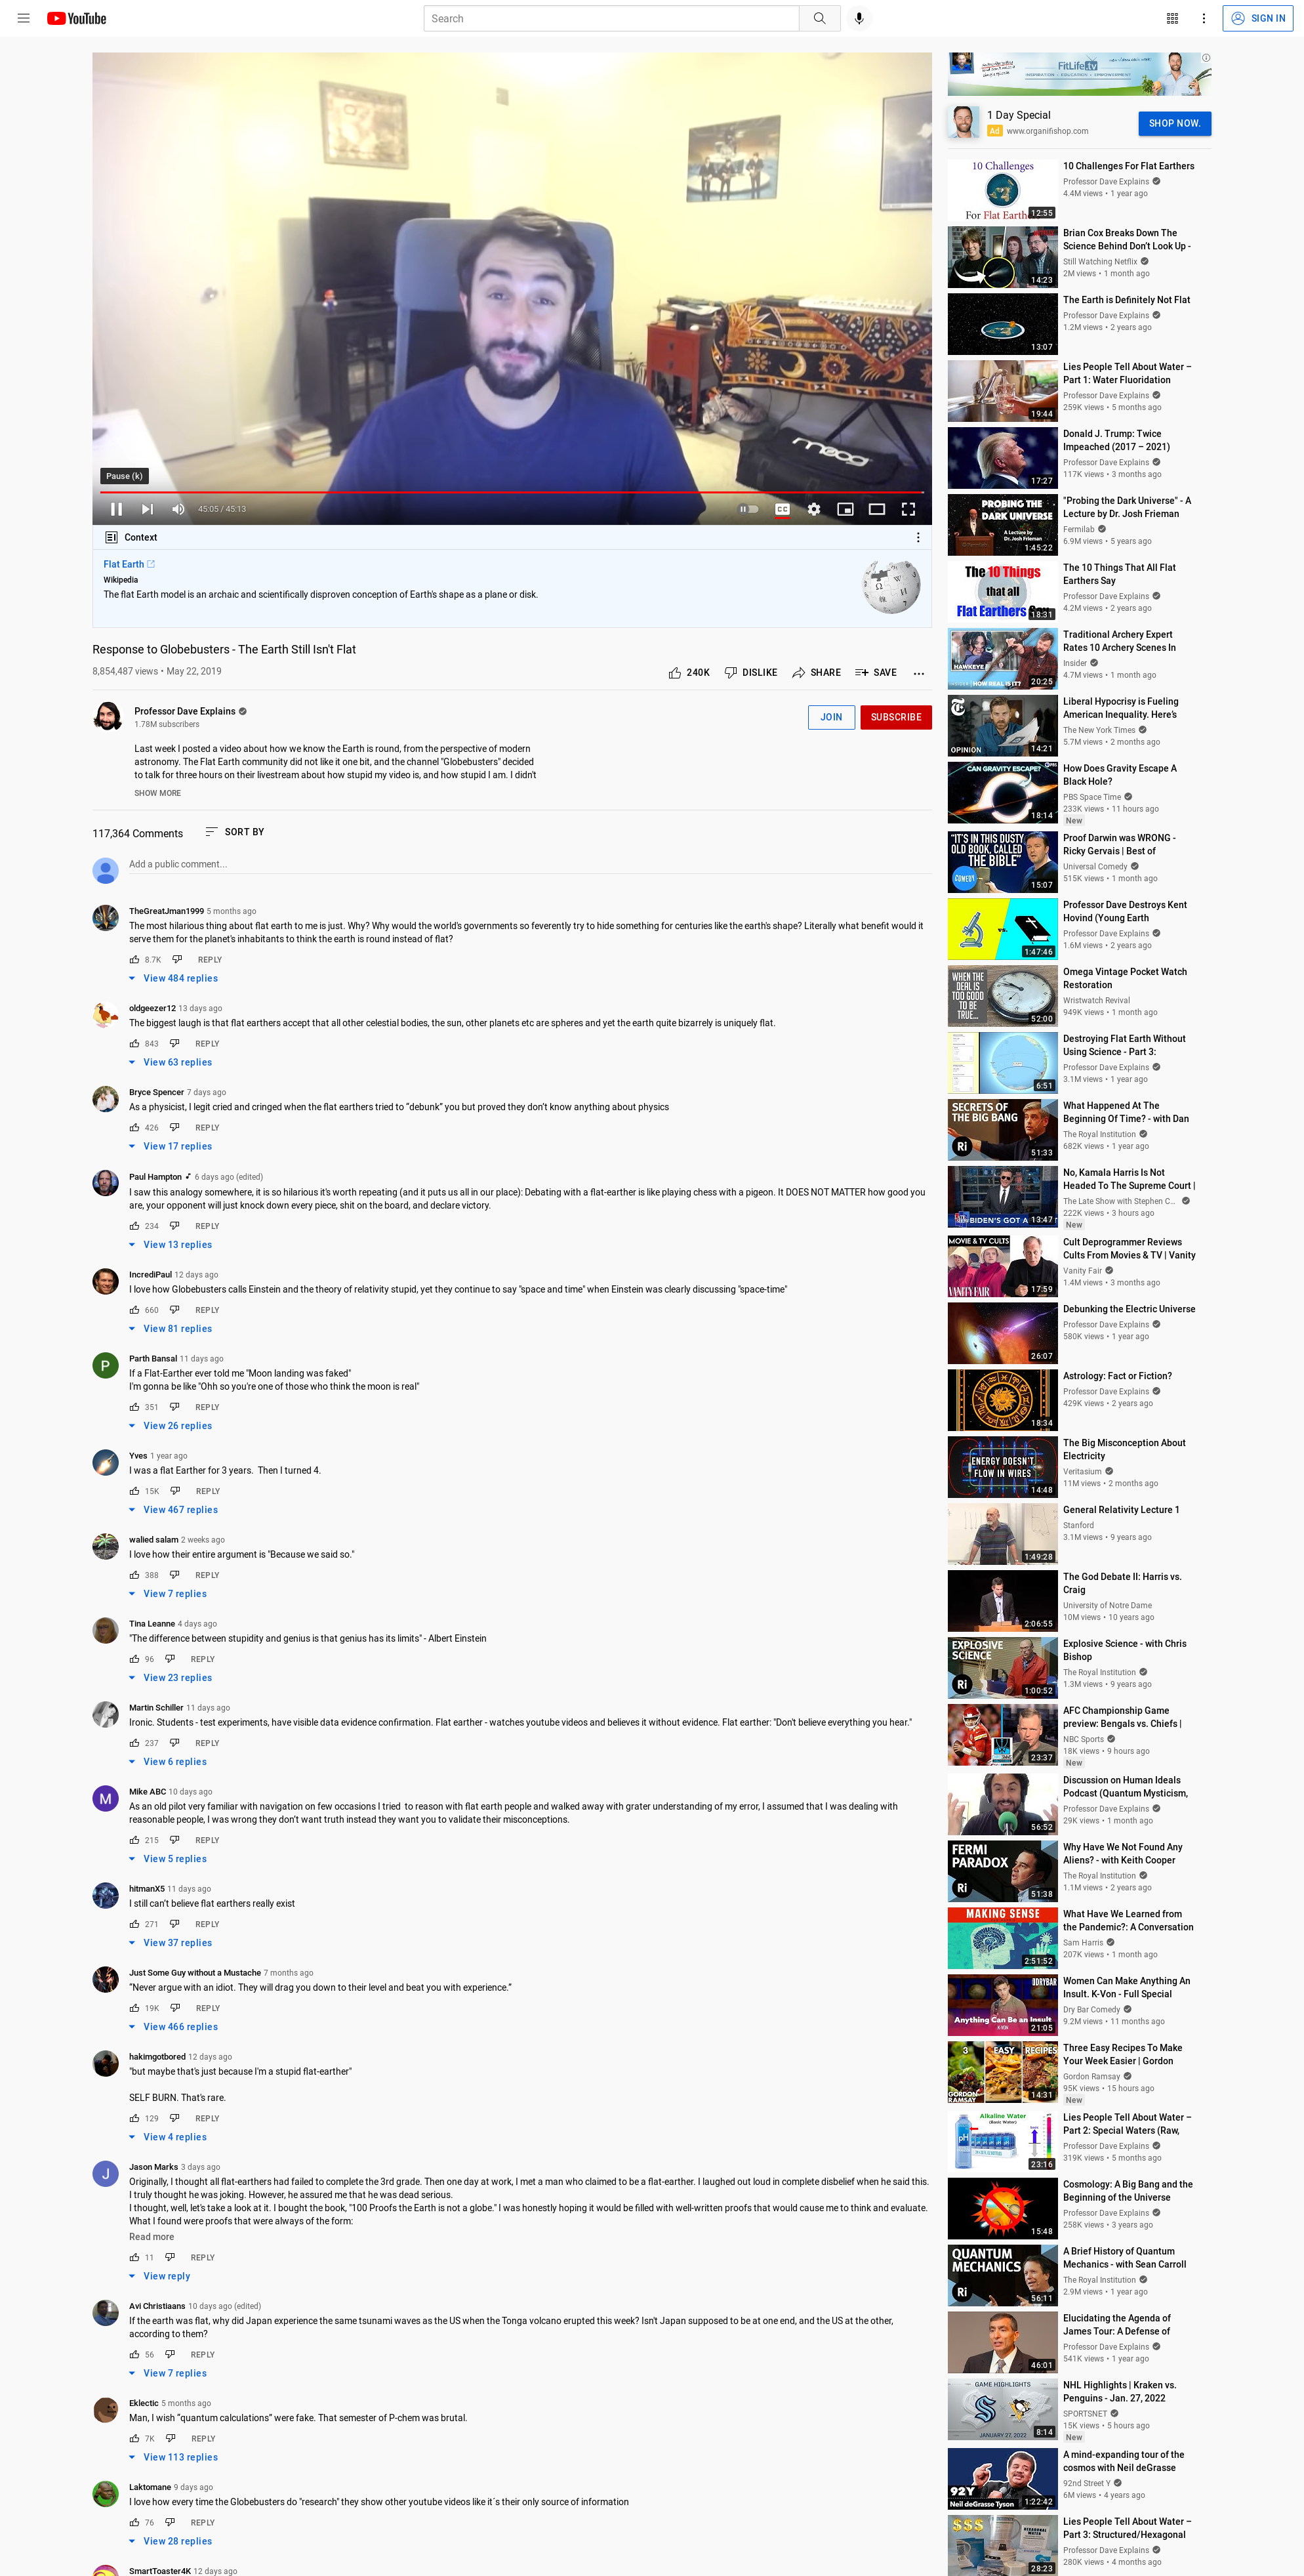 YouTube
Search
SIGN IN
moog
Pause (k)
45:05 / 45:13
CC
Context
Flat Earth
Wikipedia
The flat Earth model is an archaic and scientifically disproven conception of Earth's shape as a plane or disk.
Response to Globebusters - The Earth Still Isn't Flat
8,854,487 views • May 22, 2019
240K
DISLIKE
SHARE
SAVE
Professor Dave Explains
1.78M subscribers
JOIN
SUBSCRIBE
Last week I posted a video about how we know the Earth is round, from the perspective of modern
astronomy. The Flat Earth community did not like it one bit, and the channel "Globebusters" decided
to talk for three hours on their livestream about how stupid my video is, and how stupid I am. I didn't
SHOW MORE
117,364 Comments
SORT BY
Add a public comment...
TheGreatJman1999 5 months ago
The most hilarious thing about flat earth to me is just. Why? Why would the world's governments so feverently try to hide something for centuries like the earth's shape? Literally what benefit would it
serve them for the planet's inhabitants to think the earth is round instead of flat?
8.7K
REPLY
View 484 replies
oldgeezer12 13 days ago
The biggest laugh is that flat earthers accept that all other celestial bodies, the sun, other planets etc are spheres and yet the earth quite bizarrely is uniquely flat.
843
REPLY
View 63 replies
Bryce Spencer 7 days ago
As a physicist, I legit cried and cringed when the flat earthers tried to “debunk” you but proved they don’t know anything about physics
426
REPLY
View 17 replies
Paul Hampton 6 days ago (edited)
I saw this analogy somewhere, it is so hilarious it's worth repeating (and it puts us all in our place): Debating with a flat-earther is like playing chess with a pigeon. It DOES NOT MATTER how good you
are, your opponent will just knock down every piece, shit on the board, and declare victory.
234
REPLY
View 13 replies
IncrediPaul 12 days ago
I love how Globebusters calls Einstein and the theory of relativity stupid, yet they continue to say "space and time" when Einstein was clearly discussing "space-time"
660
REPLY
View 81 replies
P
Parth Bansal 11 days ago
If a Flat-Earther ever told me "Moon landing was faked"
I'm gonna be like "Ohh so you're one of those who think the moon is real"
351
REPLY
View 26 replies
Yves 1 year ago
I was a flat Earther for 3 years.  Then I turned 4.
15K
REPLY
View 467 replies
walied salam 2 weeks ago
I love how their entire argument is "Because we said so."
388
REPLY
View 7 replies
Tina Leanne 4 days ago
"The difference between stupidity and genius is that genius has its limits" - Albert Einstein
96
REPLY
View 23 replies
Martin Schiller 11 days ago
Ironic. Students - test experiments, have visible data evidence confirmation. Flat earther - watches youtube videos and believes it without evidence. Flat earther: "Don't believe everything you hear."
237
REPLY
View 6 replies
M
Mike ABC 10 days ago
As an old pilot very familiar with navigation on few occasions I tried  to reason with flat earth people and walked away with grater understanding of my error, I assumed that I was dealing with
reasonable people, I was wrong they don’t want truth instead they want you to validate their misconceptions.
215
REPLY
View 5 replies
hitmanX5 11 days ago
I still can’t believe flat earthers really exist
271
REPLY
View 37 replies
Just Some Guy without a Mustache 7 months ago
“Never argue with an idiot. They will drag you down to their level and beat you with experience.”
19K
REPLY
View 466 replies
hakimgotbored 12 days ago
"but maybe that's just because I'm a stupid flat-earther"
SELF BURN. That's rare.
129
REPLY
View 4 replies
J
Jason Marks 3 days ago
Originally, I thought all flat-earthers had failed to complete the 3rd grade. Then one day at work, I met a man who claimed to be a flat-earther. I laughed out loud in complete disbelief when he said this.
I truly thought he was joking. However, he assured me that he was dead serious.
I thought, well, let's take a look at it. I bought the book, "100 Proofs the Earth is not a globe." I was honestly hoping it would be filled with well-written proofs that would cause me to think and evaluate.
What I found were proofs that were always of the form:
Read more
11
REPLY
View reply
Avi Christiaans 10 days ago (edited)
If the earth was flat, why did Japan experience the same tsunami waves as the US when the Tonga volcano erupted this week? Isn't Japan supposed to be at one end, and the US at the other,
according to them?
56
REPLY
View 7 replies
Eklectic 5 months ago
Man, I wish “quantum calculations” were fake. That semester of P-chem was brutal.
7K
REPLY
View 113 replies
Laktomane 9 days ago
I love how every time the Globebusters do "research" they show other youtube videos like it´s their only source of information
76
REPLY
View 28 replies
SmartToaster4K 12 days ago
FitLife.tv
INSPIRATION • EDUCATION • EMPOWERMENT
1 Day Special
Ad www.organifishop.com
SHOP NOW.
10 Challenges
For Flat Earthe
12:55
10 Challenges For Flat Earthers
Professor Dave Explains
4.4M views • 1 year ago
14:23
Brian Cox Breaks Down The
Science Behind Don’t Look Up -
Still Watching Netflix
2M views • 1 month ago
13:07
The Earth is Definitely Not Flat
Professor Dave Explains
1.2M views • 2 years ago
19:44
Lies People Tell About Water –
Part 1: Water Fluoridation
Professor Dave Explains
259K views • 5 months ago
17:27
Donald J. Trump: Twice
Impeached (2017 – 2021)
Professor Dave Explains
117K views • 3 months ago
PROBING THE
DARK UNIVERSE
A Lecture by
Dr. Josh Frieman
1:45:22
"Probing the Dark Universe" - A
Lecture by Dr. Josh Frieman
Fermilab
6.9M views • 5 years ago
The 10 Things
that all
Flat Earthers Say
18:31
The 10 Things That All Flat
Earthers Say
Professor Dave Explains
4.2M views • 2 years ago
HAWKEYE
HOW REAL IS IT?
20:25
Traditional Archery Expert
Rates 10 Archery Scenes In
Insider
4.7M views • 1 month ago
OPINION
14:21
Liberal Hypocrisy is Fueling
American Inequality. Here’s
The New York Times
5.7M views • 2 months ago
CAN GRAVITY ESCAPE?
PBS
18:14
How Does Gravity Escape A
Black Hole?
PBS Space Time
233K views • 11 hours ago
New
"IT'S IN THIS DUSTY
OLD BOOK, CALLED
THE BIBLE"
COMEDY
15:07
Proof Darwin was WRONG -
Ricky Gervais | Best of
Universal Comedy
515K views • 1 month ago
vs.
1:47:46
Professor Dave Destroys Kent
Hovind (Young Earth
Professor Dave Explains
1.6M views • 2 years ago
WHEN THE
DEAL IS
TOO GOOD
TO BE
TRUE...
52:00
Omega Vintage Pocket Watch
Restoration
Wristwatch Revival
949K views • 1 month ago
6:51
Destroying Flat Earth Without
Using Science - Part 3:
Professor Dave Explains
3.1M views • 1 year ago
SECRETS OF
THE BIG BANG
Ri
51:33
What Happened At The
Beginning Of Time? - with Dan
The Royal Institution
682K views • 1 year ago
BIDEN'S GOT A
13:47
No, Kamala Harris Is Not
Headed To The Supreme Court |
The Late Show with Stephen C...
222K views • 3 hours ago
New
MOVIE & TV CULTS
VANITY FAIR
17:59
Cult Deprogrammer Reviews
Cults From Movies & TV | Vanity
Vanity Fair
1.4M views • 3 months ago
26:07
Debunking the Electric Universe
Professor Dave Explains
580K views • 1 year ago
18:34
Astrology: Fact or Fiction?
Professor Dave Explains
429K views • 2 years ago
ENERGY DOESN'T
FLOW IN WIRES
14:48
The Big Misconception About
Electricity
Veritasium
11M views • 2 months ago
1:49:28
General Relativity Lecture 1
Stanford
3.1M views • 9 years ago
2:06:55
The God Debate II: Harris vs.
Craig
University of Notre Dame
10M views • 10 years ago
EXPLOSIVE
SCIENCE
Ri
1:00:52
Explosive Science - with Chris
Bishop
The Royal Institution
1.3M views • 9 years ago
23:37
AFC Championship Game
preview: Bengals vs. Chiefs |
NBC Sports
18K views • 9 hours ago
New
56:52
Discussion on Human Ideals
Podcast (Quantum Mysticism,
Professor Dave Explains
29K views • 1 month ago
FERMI
PARADOX
Ri
51:38
Why Have We Not Found Any
Aliens? - with Keith Cooper
The Royal Institution
1.1M views • 2 years ago
MAKING SENSE
2:51:52
What Have We Learned from
the Pandemic?: A Conversation
Sam Harris
207K views • 1 month ago
DRYBAR
Anything Can Be an Insult
K-VON
21:05
Women Can Make Anything An
Insult. K-Von - Full Special
Dry Bar Comedy
9.2M views • 11 months ago
3 EASY RECIPES
GORDON
RAMSAY
14:31
Three Easy Recipes To Make
Your Week Easier | Gordon
Gordon Ramsay
95K views • 15 hours ago
New
Alkaline Water
(Basic Water)
pH
23:16
Lies People Tell About Water –
Part 2: Special Waters (Raw,
Professor Dave Explains
319K views • 5 months ago
15:48
Cosmology: A Big Bang and the
Beginning of the Universe
Professor Dave Explains
258K views • 3 years ago
QUANTUM
MECHANICS
Ri
56:11
A Brief History of Quantum
Mechanics - with Sean Carroll
The Royal Institution
2.9M views • 1 year ago
46:01
Elucidating the Agenda of
James Tour: A Defense of
Professor Dave Explains
541K views • 1 year ago
GAME HIGHLIGHTS
JANUARY 27, 2022
8:14
NHL Highlights | Kraken vs.
Penguins - Jan. 27, 2022
SPORTSNET
15K views • 5 hours ago
New
92Y
Neil deGrasse Tyson
1:22:42
A mind-expanding tour of the
cosmos with Neil deGrasse
92nd Street Y
6M views • 4 years ago
$$$
28:23
Lies People Tell About Water –
Part 3: Structured/Hexagonal
Professor Dave Explains
280K views • 4 months ago